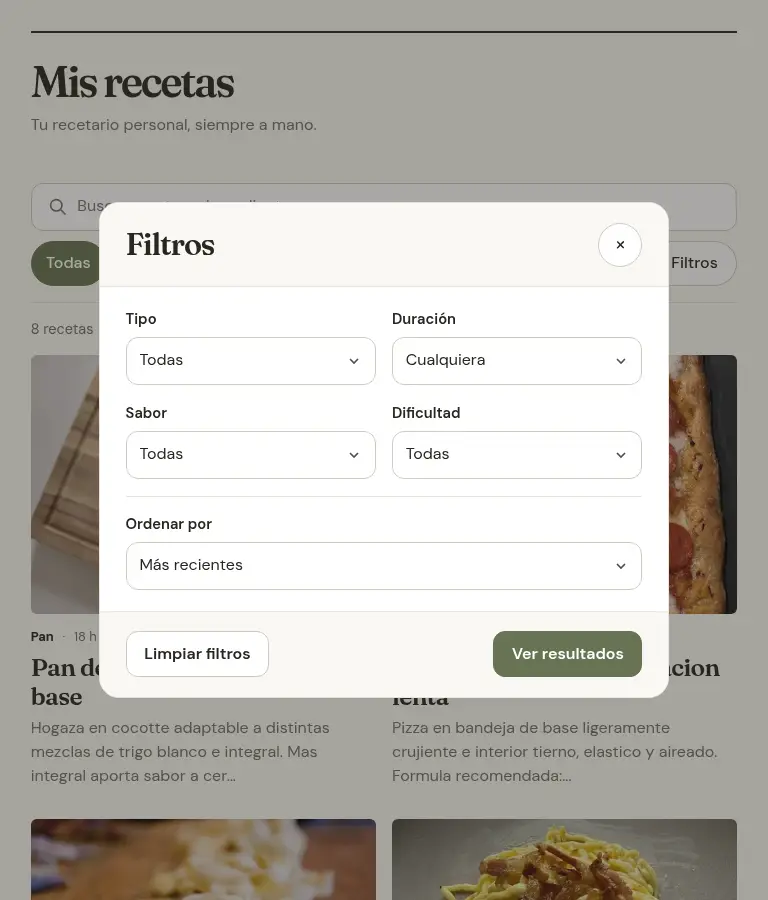 Mis recetas
Tu recetario personal, siempre a mano.
Filtros
×
Todas
Filtros
8 recetas
Tipo
Duración
Todas
Cualquiera
Sabor
Dificultad
Todas
Todas
Ordenar por
Más recientes
Limpiar filtros
Ver resultados
Pan · 18 h
Pan
base
lenta
Hogaza en cocotte adaptable a distintas
mezclas de trigo blanco e integral. Mas
integral aporta sabor a cer...
Pizza en bandeja de base ligeramente
crujiente e interior tierno, elastico y aireado.
Formula recomendada:...